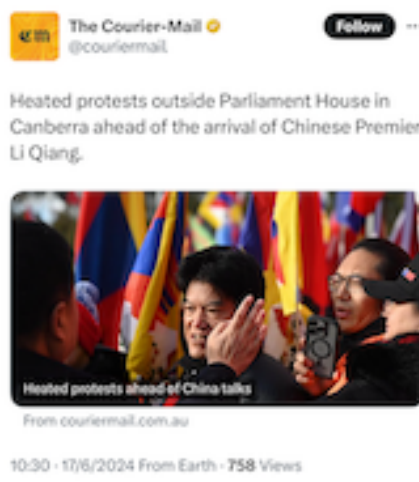 CM
The Courier-Mail
Follow
@couriermail
Heated protests outside Parliament House in
Canberra ahead of the arrival of Chinese Premier
Li Qiang.
Heated protests ahead of China talks
From couriermail.com.au
10:30 · 17/6/2024 From Earth · 758 Views